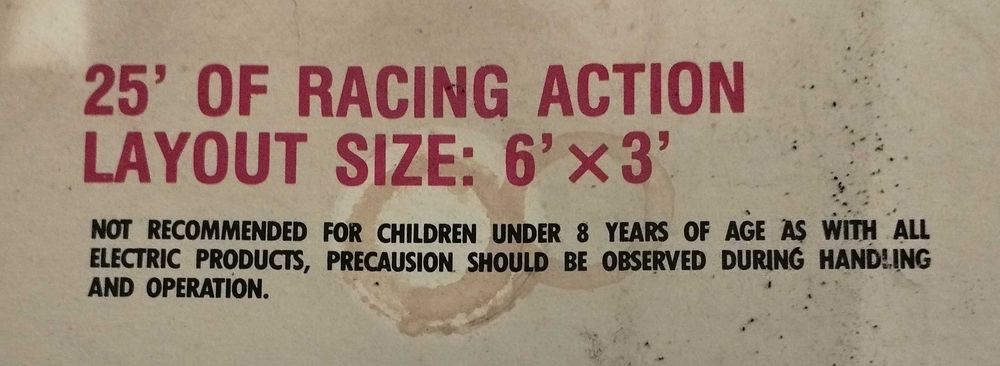 25' OF RACING ACTION
LAYOUT SIZE: 6' × 3'
NOT RECOMMENDED FOR CHILDREN UNDER 8 YEARS OF AGE AS WITH ALL
ELECTRIC PRODUCTS, PRECAUSION SHOULD BE OBSERVED DURING HANDLING
AND OPERATION.